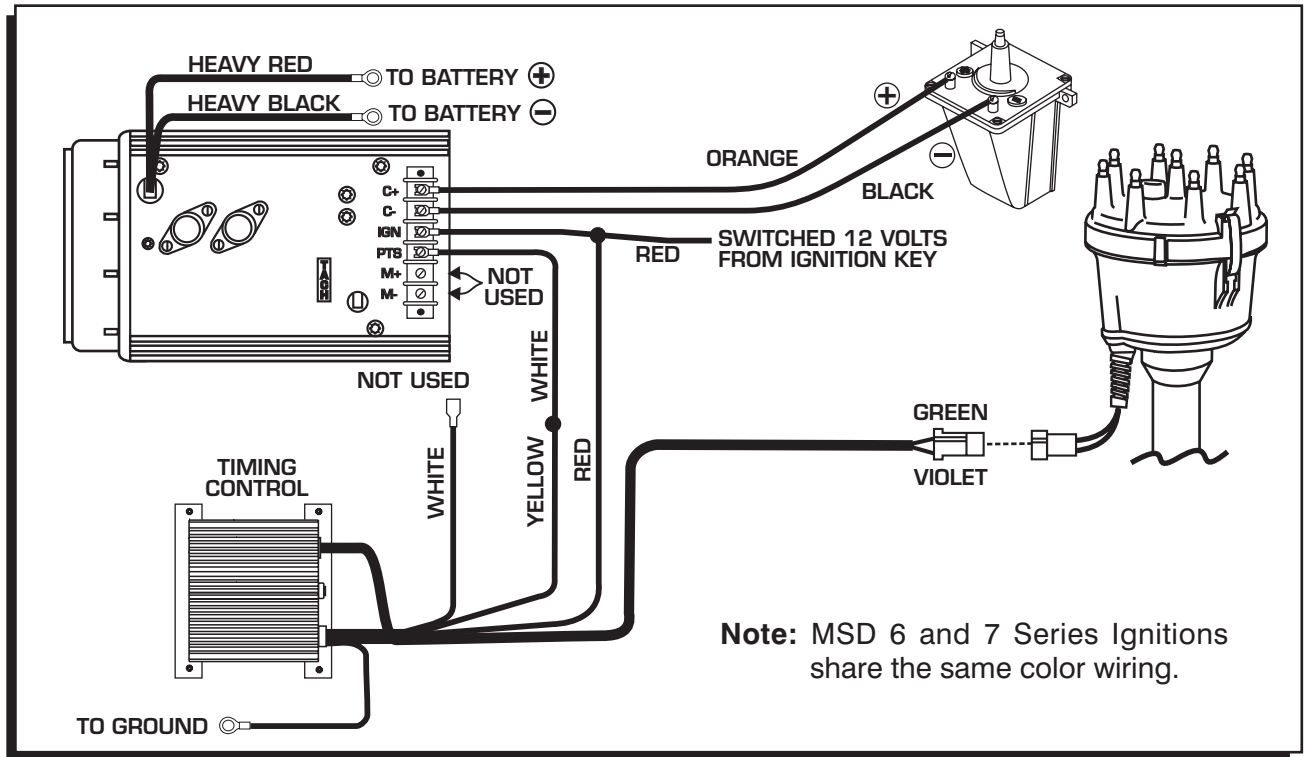 HEAVY RED
TO BATTERY +
HEAVY BLACK
TO BATTERY -
+
-
ORANGE
BLACK
C+
C-
IGN
PTS
M+
M-
TACH
NOT
USED
RED
SWITCHED 12 VOLTS
FROM IGNITION KEY
NOT USED
WHITE
WHITE
YELLOW
RED
GREEN
VIOLET
TIMING
CONTROL
TO GROUND
Note: MSD 6 and 7 Series Ignitions
share the same color wiring.